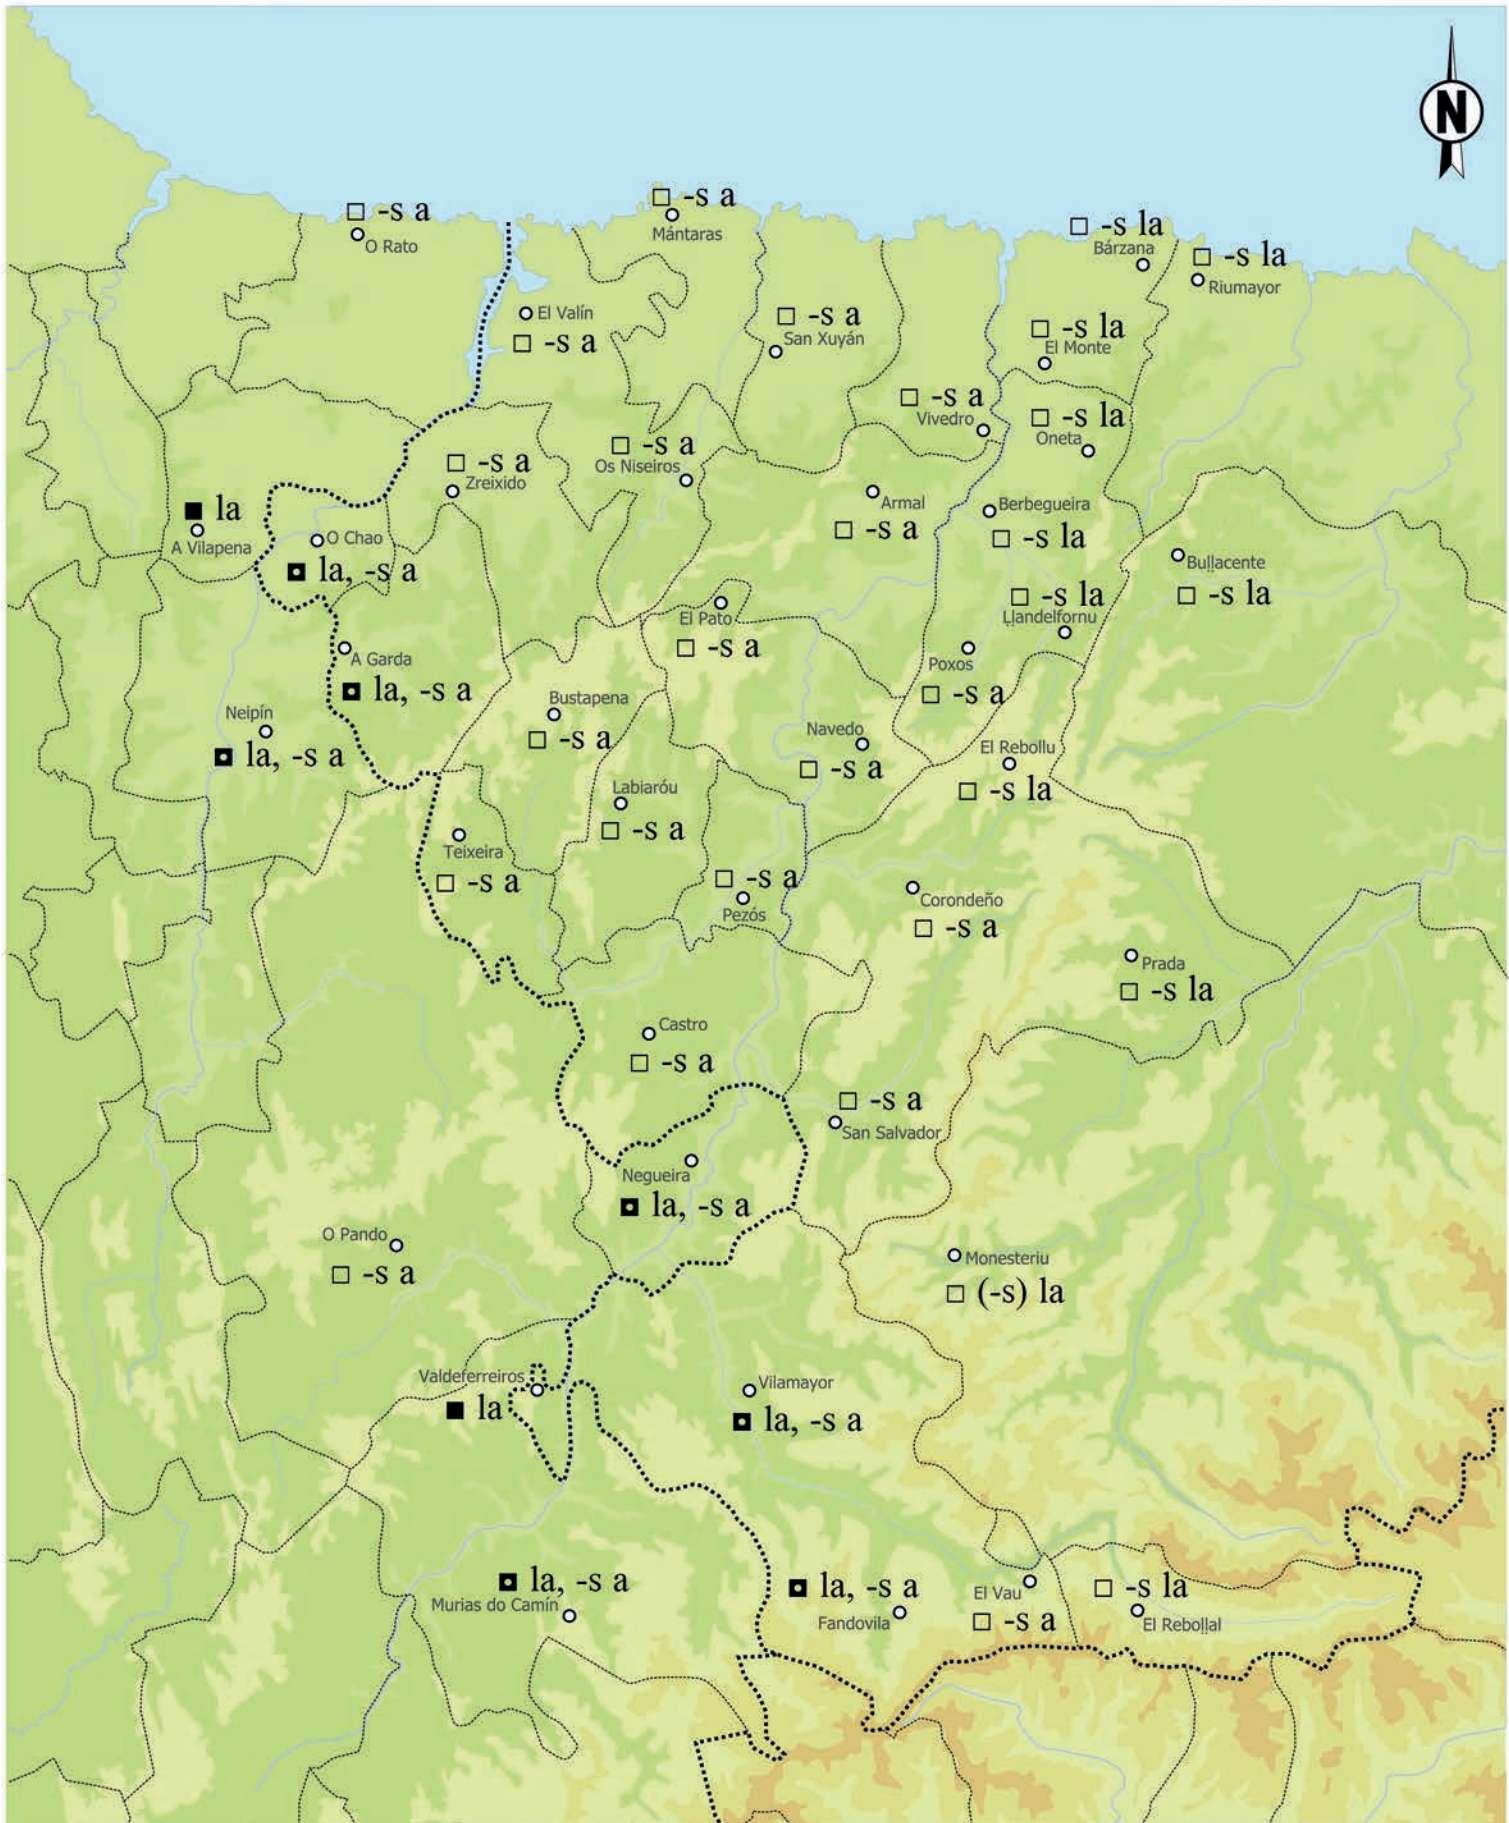 N
□ -s a
O Rato
□ -s a
Mántaras
□ -s la
Bárzana
□ -s la
Riumayor
El Valín
□ -s a
□ -s a
San Xuyán
□ -s la
El Monte
□ -s a
Vivedro
□ -s la
Oneta
□ -s a
Os Niseiros
□ -s a
Zreixido
Armal
□ -s a
Berbegueira
□ -s la
■ la
A Vilapena
O Chao
◘ la, -s a
Buḷḷacente
□ -s la
□ -s la
Ḷḷandelfornu
El Pato
□ -s a
A Garda
◘ la, -s a
Poxos
□ -s a
Bustapena
□ -s a
Neipín
◘ la, -s a
Navedo
□ -s a
El Rebollu
□ -s la
Labiaróu
□ -s a
Teixeira
□ -s a
□ -s a
Pezós
Corondeño
□ -s a
Prada
□ -s la
Castro
□ -s a
□ -s a
San Salvador
Negueira
◘ la, -s a
O Pando
□ -s a
Monesteriu
□ (-s) la
Valdeferreiros
■ la
Vilamayor
◘ la, -s a
◘ la, -s a
Murias do Camín
◘ la, -s a
Fandovila
El Vau
□ -s a
□ -s la
El Reboḷḷal